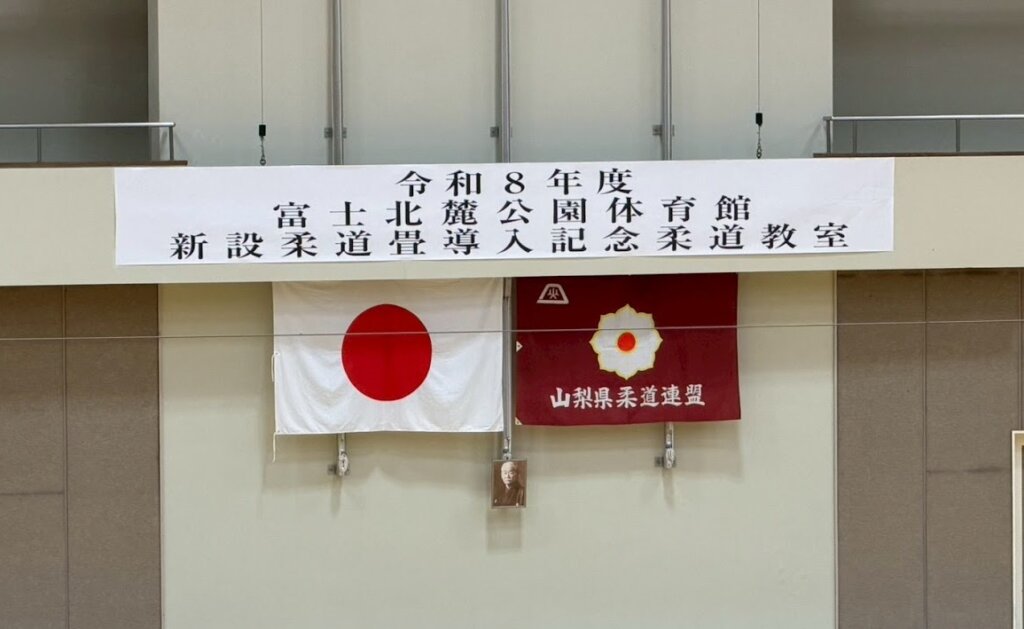 令和8年度
富士北麓公園体育館
新設柔道畳導入記念柔道教室
央
山梨県柔道連盟